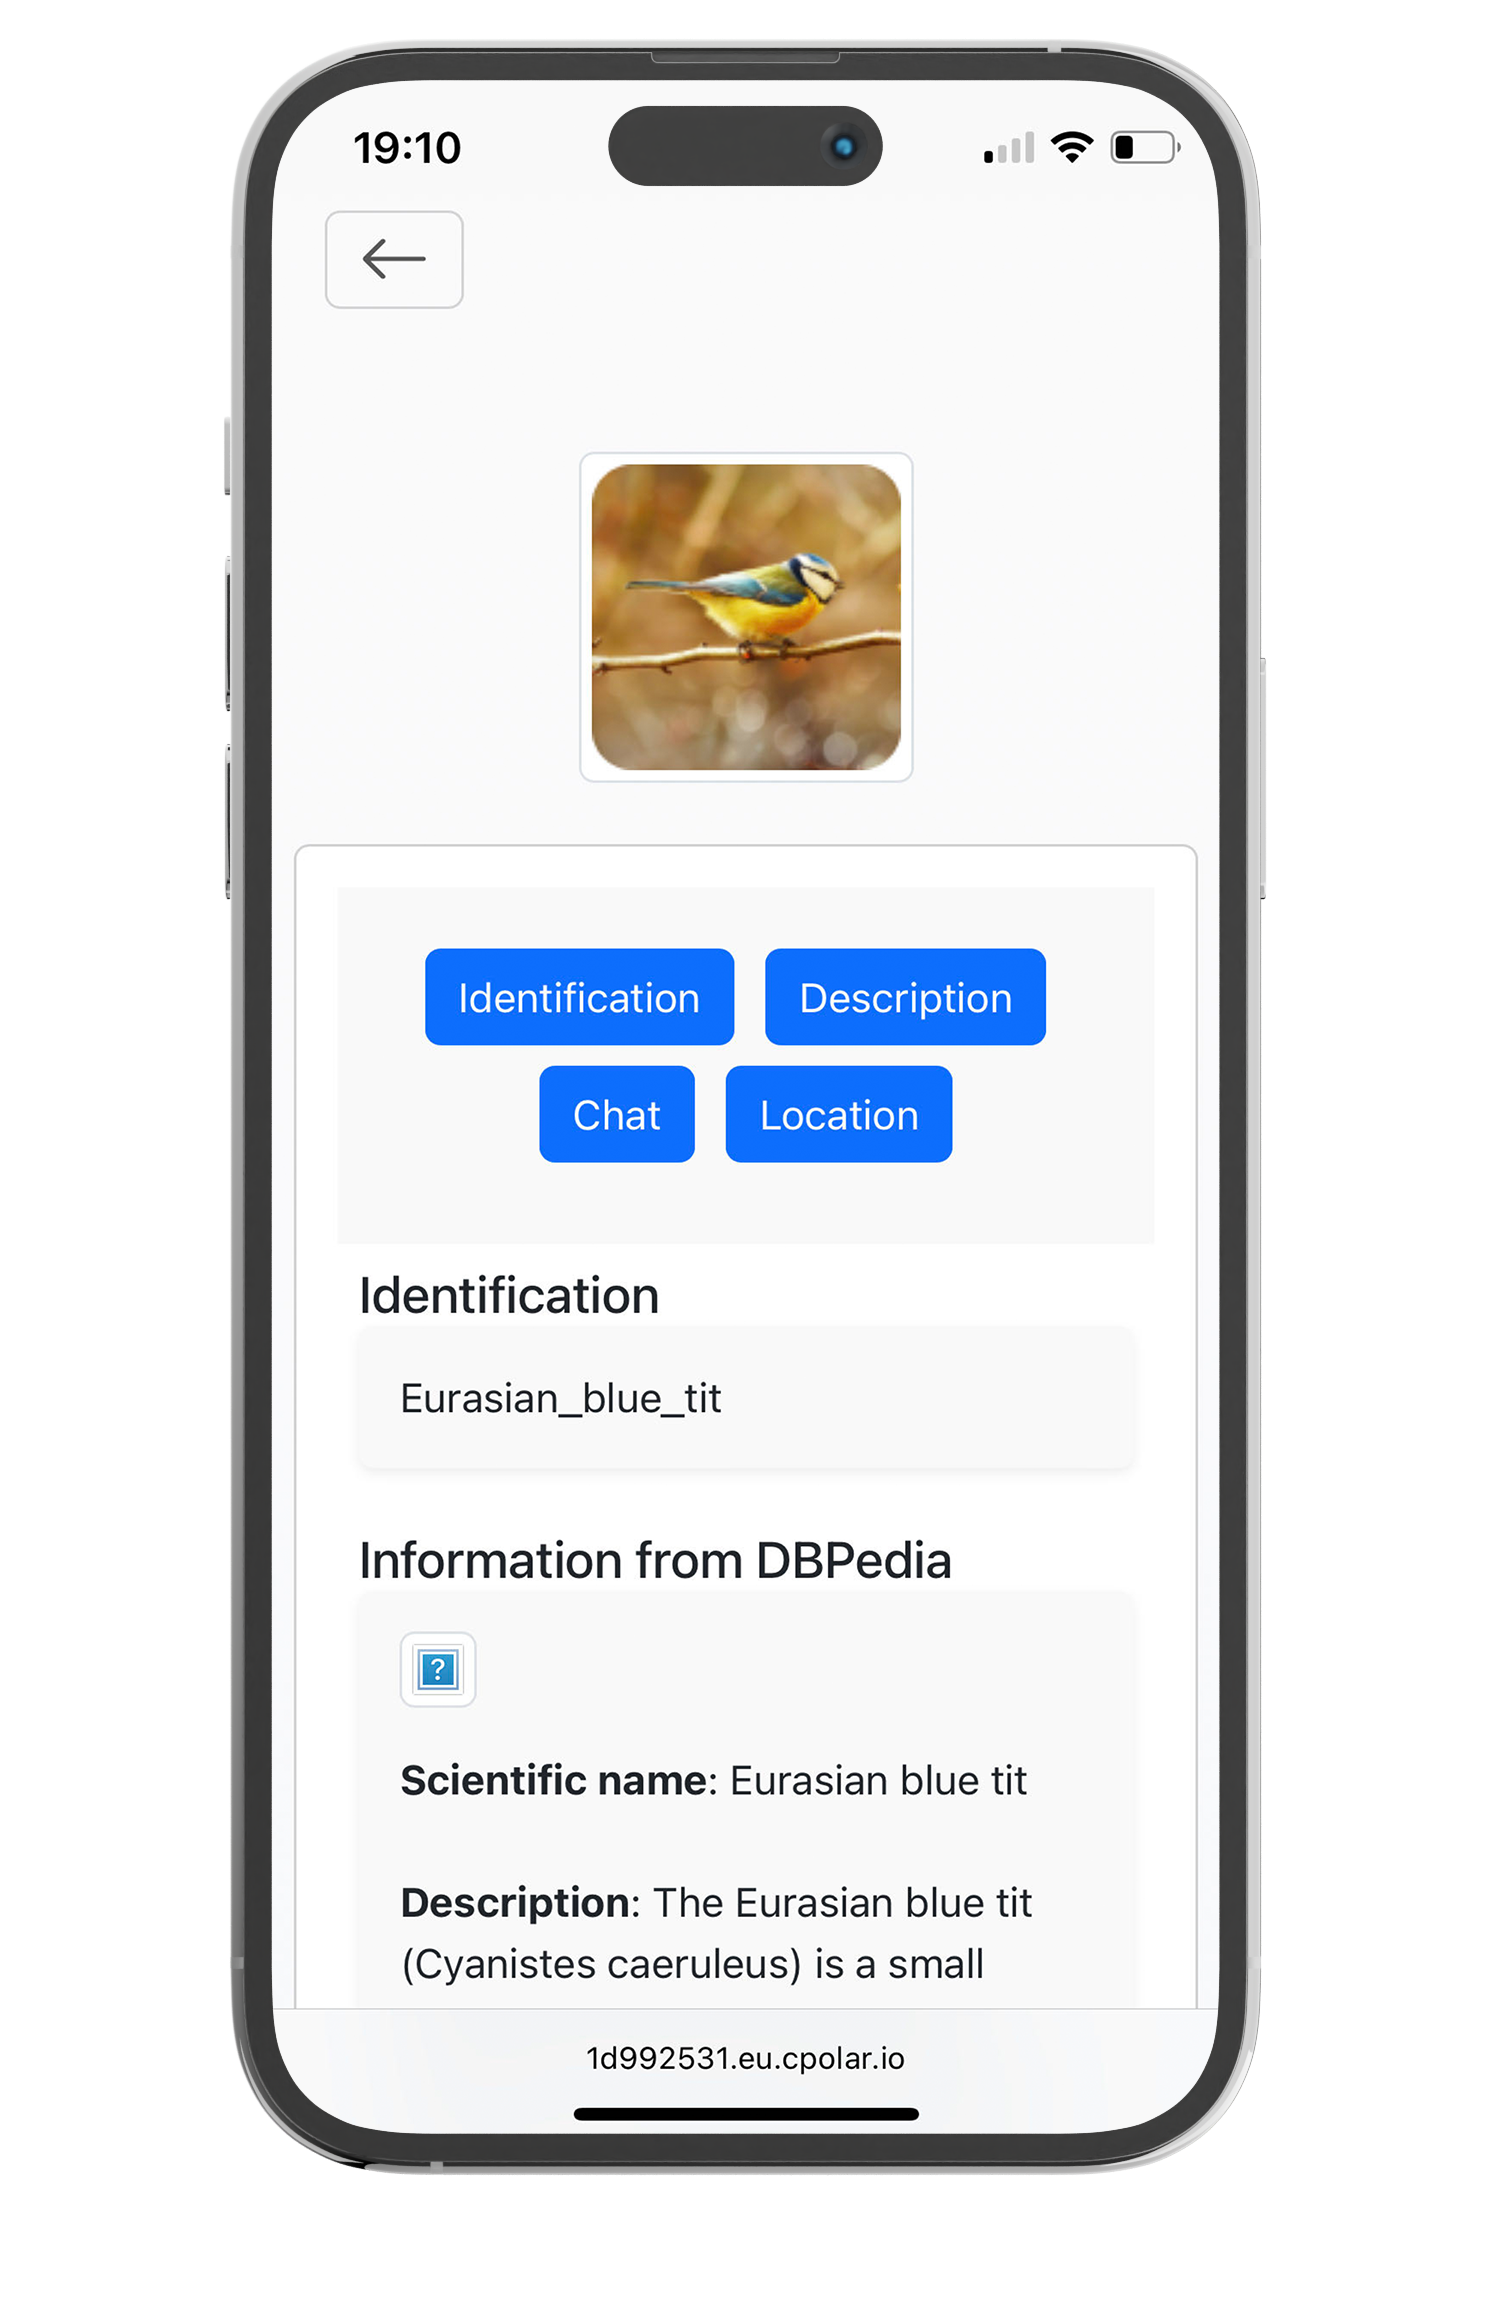 19:10
Identification Description
Chat Location
Identification
Eurasian_blue_tit
Information from DBPedia
?
Scientific name: Eurasian blue tit
Description: The Eurasian blue tit
(Cyanistes caeruleus) is a small
1d992531.eu.cpolar.io